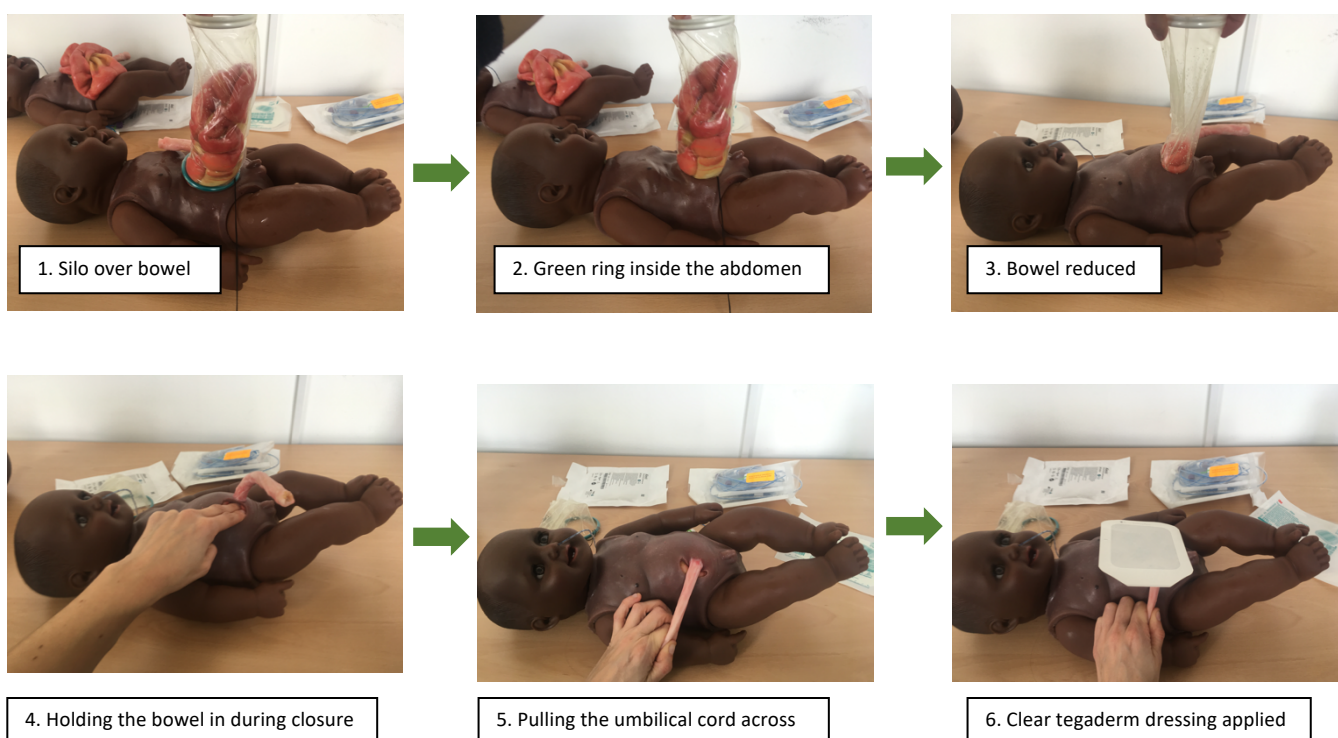 1. Silo over bowel
2. Green ring inside the abdomen
3. Bowel reduced
4. Holding the bowel in during closure
5. Pulling the umbilical cord across
6. Clear tegaderm dressing applied